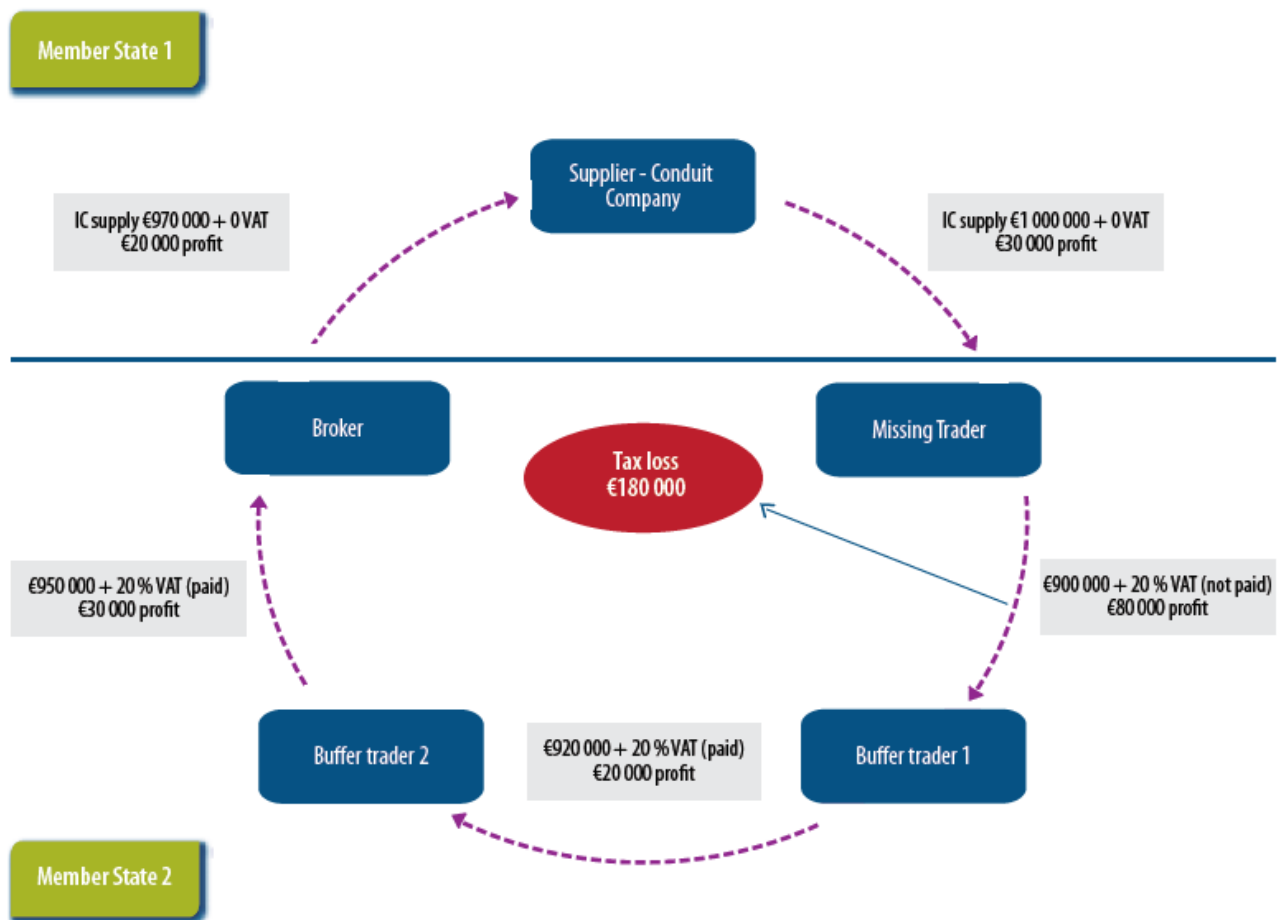 Member State 1
Supplier - Conduit
Company
IC supply €970 000 + 0 VAT
€20 000 profit
IC supply €1 000 000 + 0 VAT
€30 000 profit
Broker
Missing Trader
Tax loss
€180 000
€950 000 + 20 % VAT (paid)
€30 000 profit
€900 000 + 20 % VAT (not paid)
€80 000 profit
Buffer trader 2
€920 000 + 20 % VAT (paid)
€20 000 profit
Buffer trader 1
Member State 2